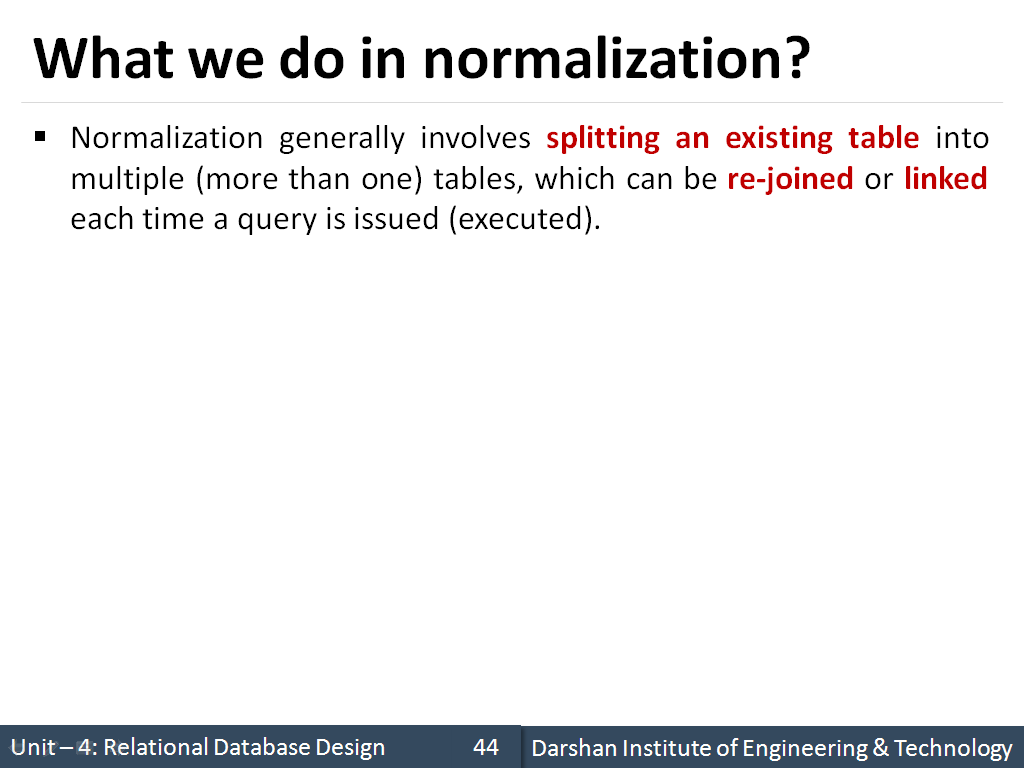 What we do in normalization?
▪ Normalization generally involves splitting an existing table into
multiple (more than one) tables, which can be re-joined or linked
each time a query is issued (executed).
Unit – 4: Relational Database Design 44 Darshan Institute of Engineering & Technology